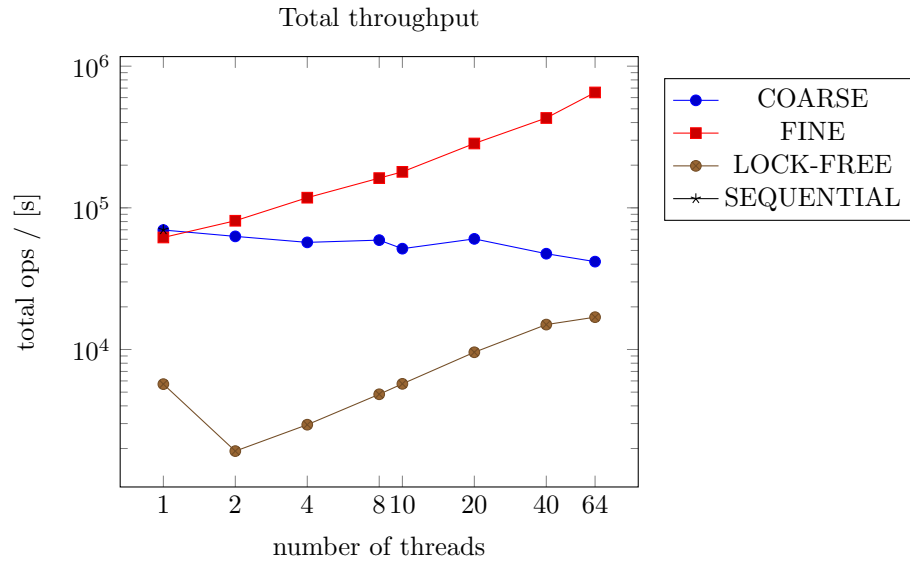 Total throughput
10^6
10^5
10^4
total ops / [s]
1 2 4 8 10 20 40 64
number of threads
COARSE
FINE
LOCK-FREE
SEQUENTIAL